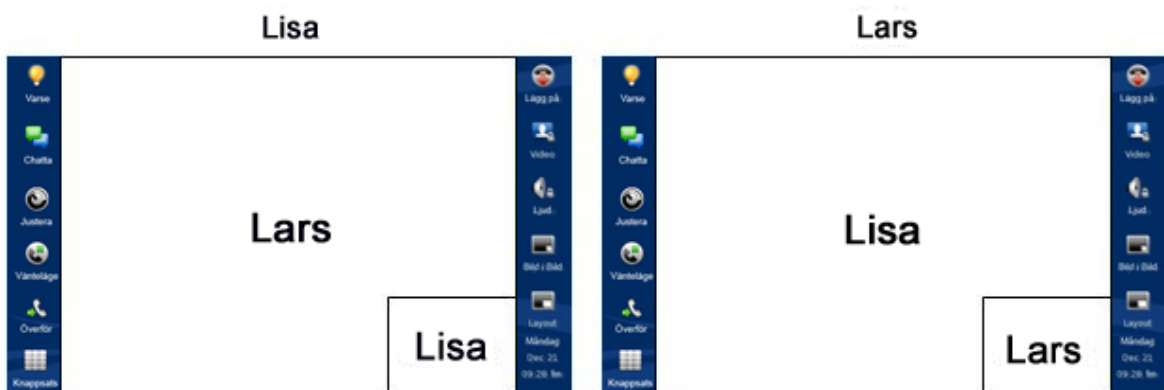 Lisa
Varse
Chatta
Justera
Vänteläge
Överför
Knappsats
Lars
Lisa
Lägg på
Video
Ljud
Bild i Bild
Layout
Måndag
Dec. 21
09:28. fm.
Lars
Varse
Chatta
Justera
Vänteläge
Överför
Knappsats
Lisa
Lars
Lägg på
Video
Ljud
Bild i Bild
Layout
Måndag
Dec. 21
09:28. fm.